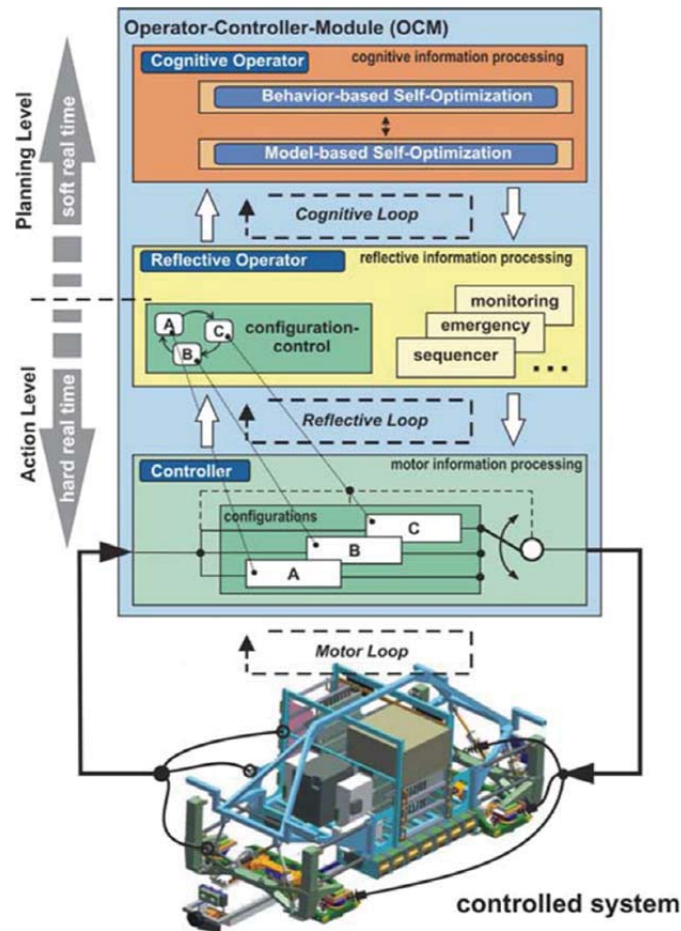 Operator-Controller-Module (OCM)
Cognitive Operator
cognitive information processing
Behavior-based Self-Optimization
Model-based Self-Optimization
Planning Level
soft real time
Cognitive Loop
Reflective Operator
reflective information processing
A
C
B
configuration-
control
monitoring
emergency
sequencer
...
Action Level
hard real time
Reflective Loop
Controller
motor information processing
configurations
C
B
A
Motor Loop
controlled system